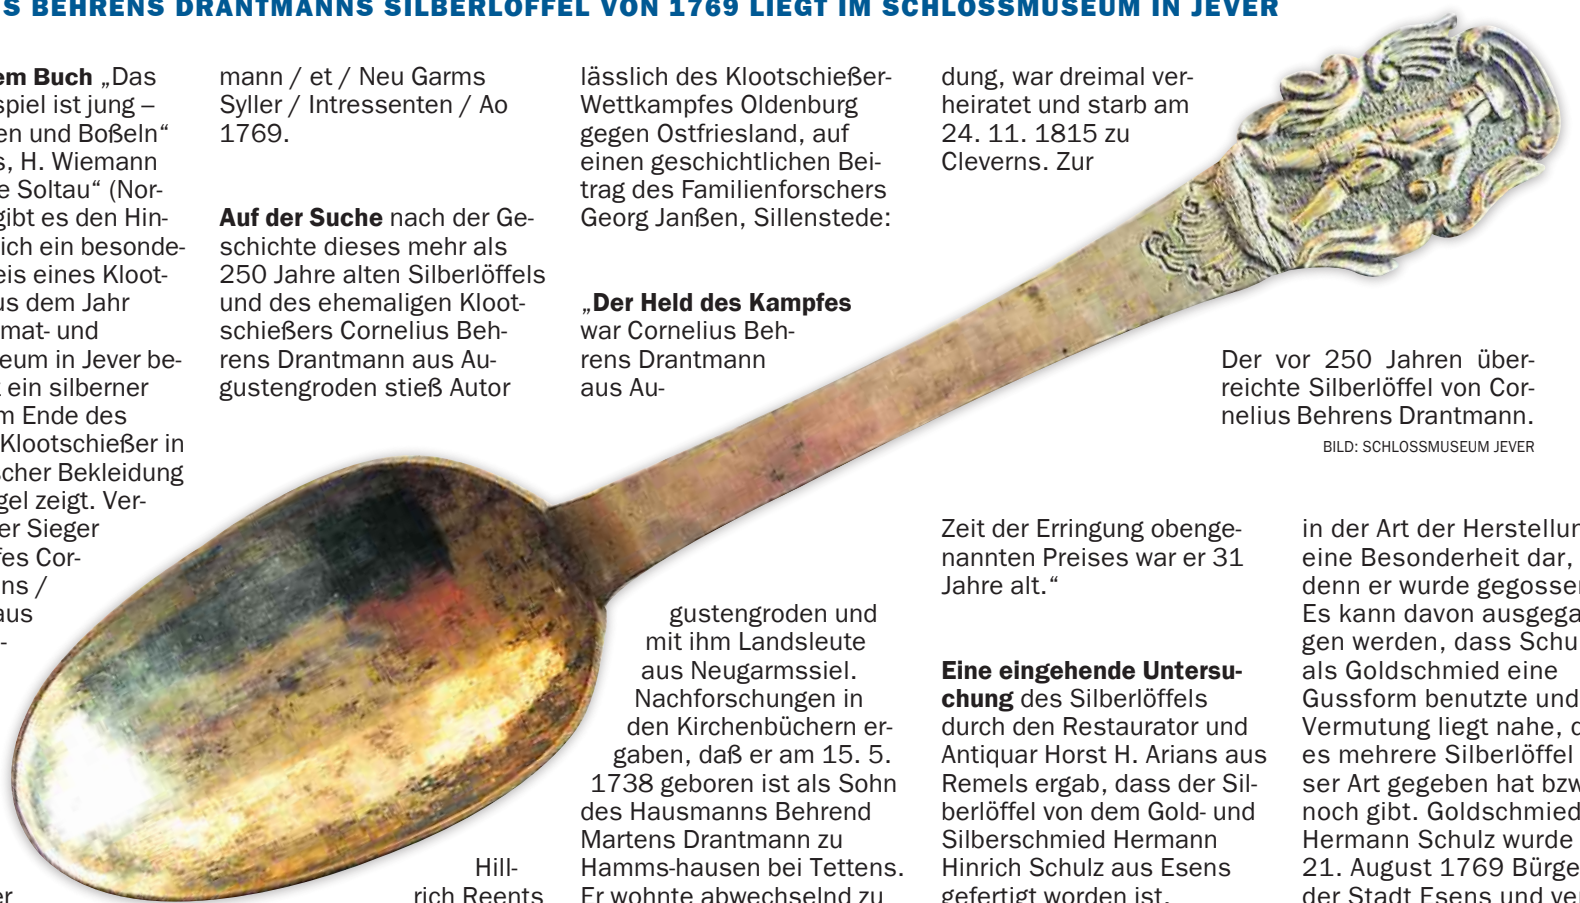 S BEHRENS DRANTMANNS SILBERLÖFFEL VON 1769 LIEGT IM SCHLOSSMUSEUM IN JEVER
em Buch „Das
spiel ist jung –
en und Boßeln“
s, H. Wiemann
e Soltau“ (Nor-
gibt es den Hin-
ich ein besonde-
eis eines Kloot-
us dem Jahr
mat- und
eum in Jever be-
ein silberner
m Ende des
Klootschießer in
scher Bekleidung
gel zeigt. Ver-
er Sieger
fes Cor-
ns /
aus
-
er
Hill-
rich Reents
mann / et / Neu Garms
Syller / Intressenten / Ao
1769.
Auf der Suche nach der Ge-
schichte dieses mehr als
250 Jahre alten Silberlöffels
und des ehemaligen Kloot-
schießers Cornelius Beh-
rens Drantmann aus Au-
gustengroden stieß Autor
lässlich des Klootschießer-
Wettkampfes Oldenburg
gegen Ostfriesland, auf
einen geschichtlichen Bei-
trag des Familienforschers
Georg Janßen, Sillenstede:
„Der Held des Kampfes
war Cornelius Beh-
rens Drantmann
aus Au-
gustengroden und
mit ihm Landsleute
aus Neugarmssiel.
Nachforschungen in
den Kirchenbüchern er-
gaben, daß er am 15. 5.
1738 geboren ist als Sohn
des Hausmanns Behrend
Martens Drantmann zu
Hamms-hausen bei Tettens.
Er wohnte abwechselnd zu
dung, war dreimal ver-
heiratet und starb am
24. 11. 1815 zu
Cleverns. Zur
Zeit der Erringung obenge-
nannten Preises war er 31
Jahre alt.“
Eine eingehende Untersu-
chung des Silberlöffels
durch den Restaurator und
Antiquar Horst H. Arians aus
Remels ergab, dass der Sil-
berlöffel von dem Gold- und
Silberschmied Hermann
Hinrich Schulz aus Esens
gefertigt worden ist.
Der vor 250 Jahren über-
reichte Silberlöffel von Cor-
nelius Behrens Drantmann.
BILD: SCHLOSSMUSEUM JEVER
in der Art der Herstellun
eine Besonderheit dar,
denn er wurde gegossen
Es kann davon ausgega
gen werden, dass Schu
als Goldschmied eine
Gussform benutzte und
Vermutung liegt nahe, d
es mehrere Silberlöffel
ser Art gegeben hat bzw
noch gibt. Goldschmied
Hermann Schulz wurde
21. August 1769 Bürge
der Stadt Esens und ver